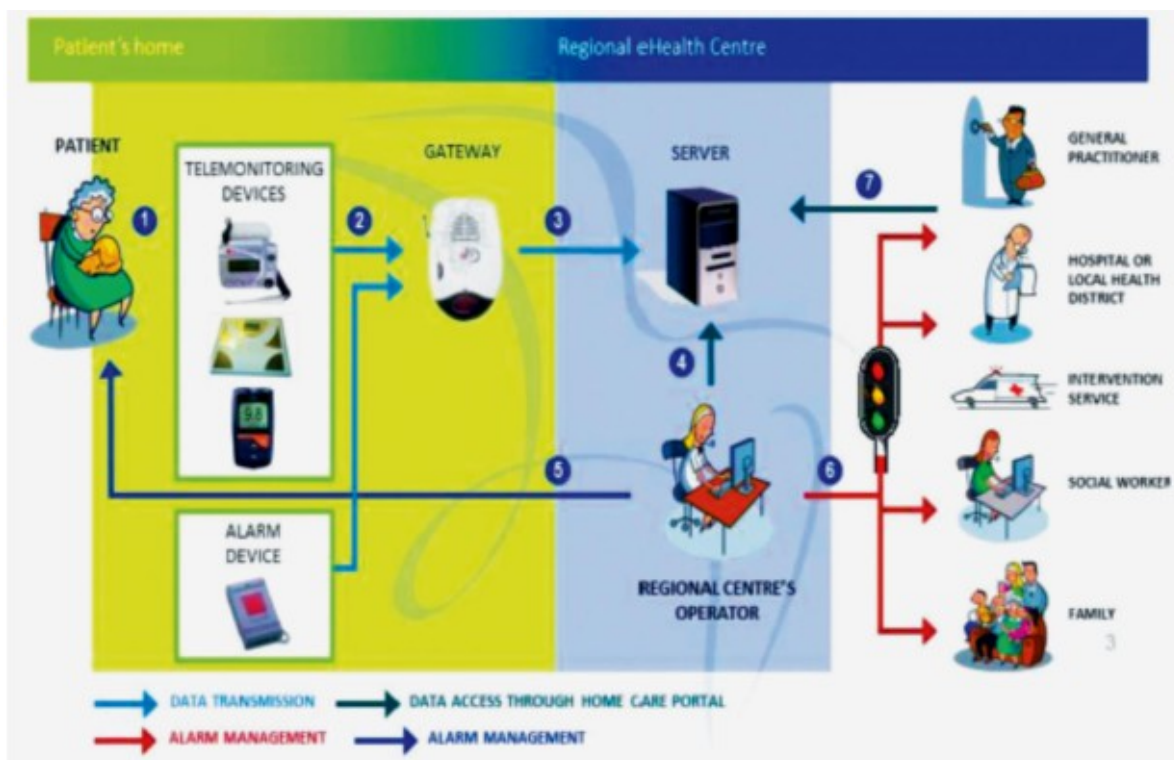 Patient's home
Regional eHealth Centre
PATIENT
1
TELEMONITORING
DEVICES
2
GATEWAY
3
SERVER
7
GENERAL
PRACTITIONER
HOSPITAL OR
LOCAL HEALTH
DISTRICT
9.8
4
INTERVENTION
SERVICE
5
6
SOCIAL WORKER
ALARM
DEVICE
REGIONAL CENTRE'S
OPERATOR
FAMILY
3
DATA TRANSMISSION
DATA ACCESS THROUGH HOME CARE PORTAL
ALARM MANAGEMENT
ALARM MANAGEMENT